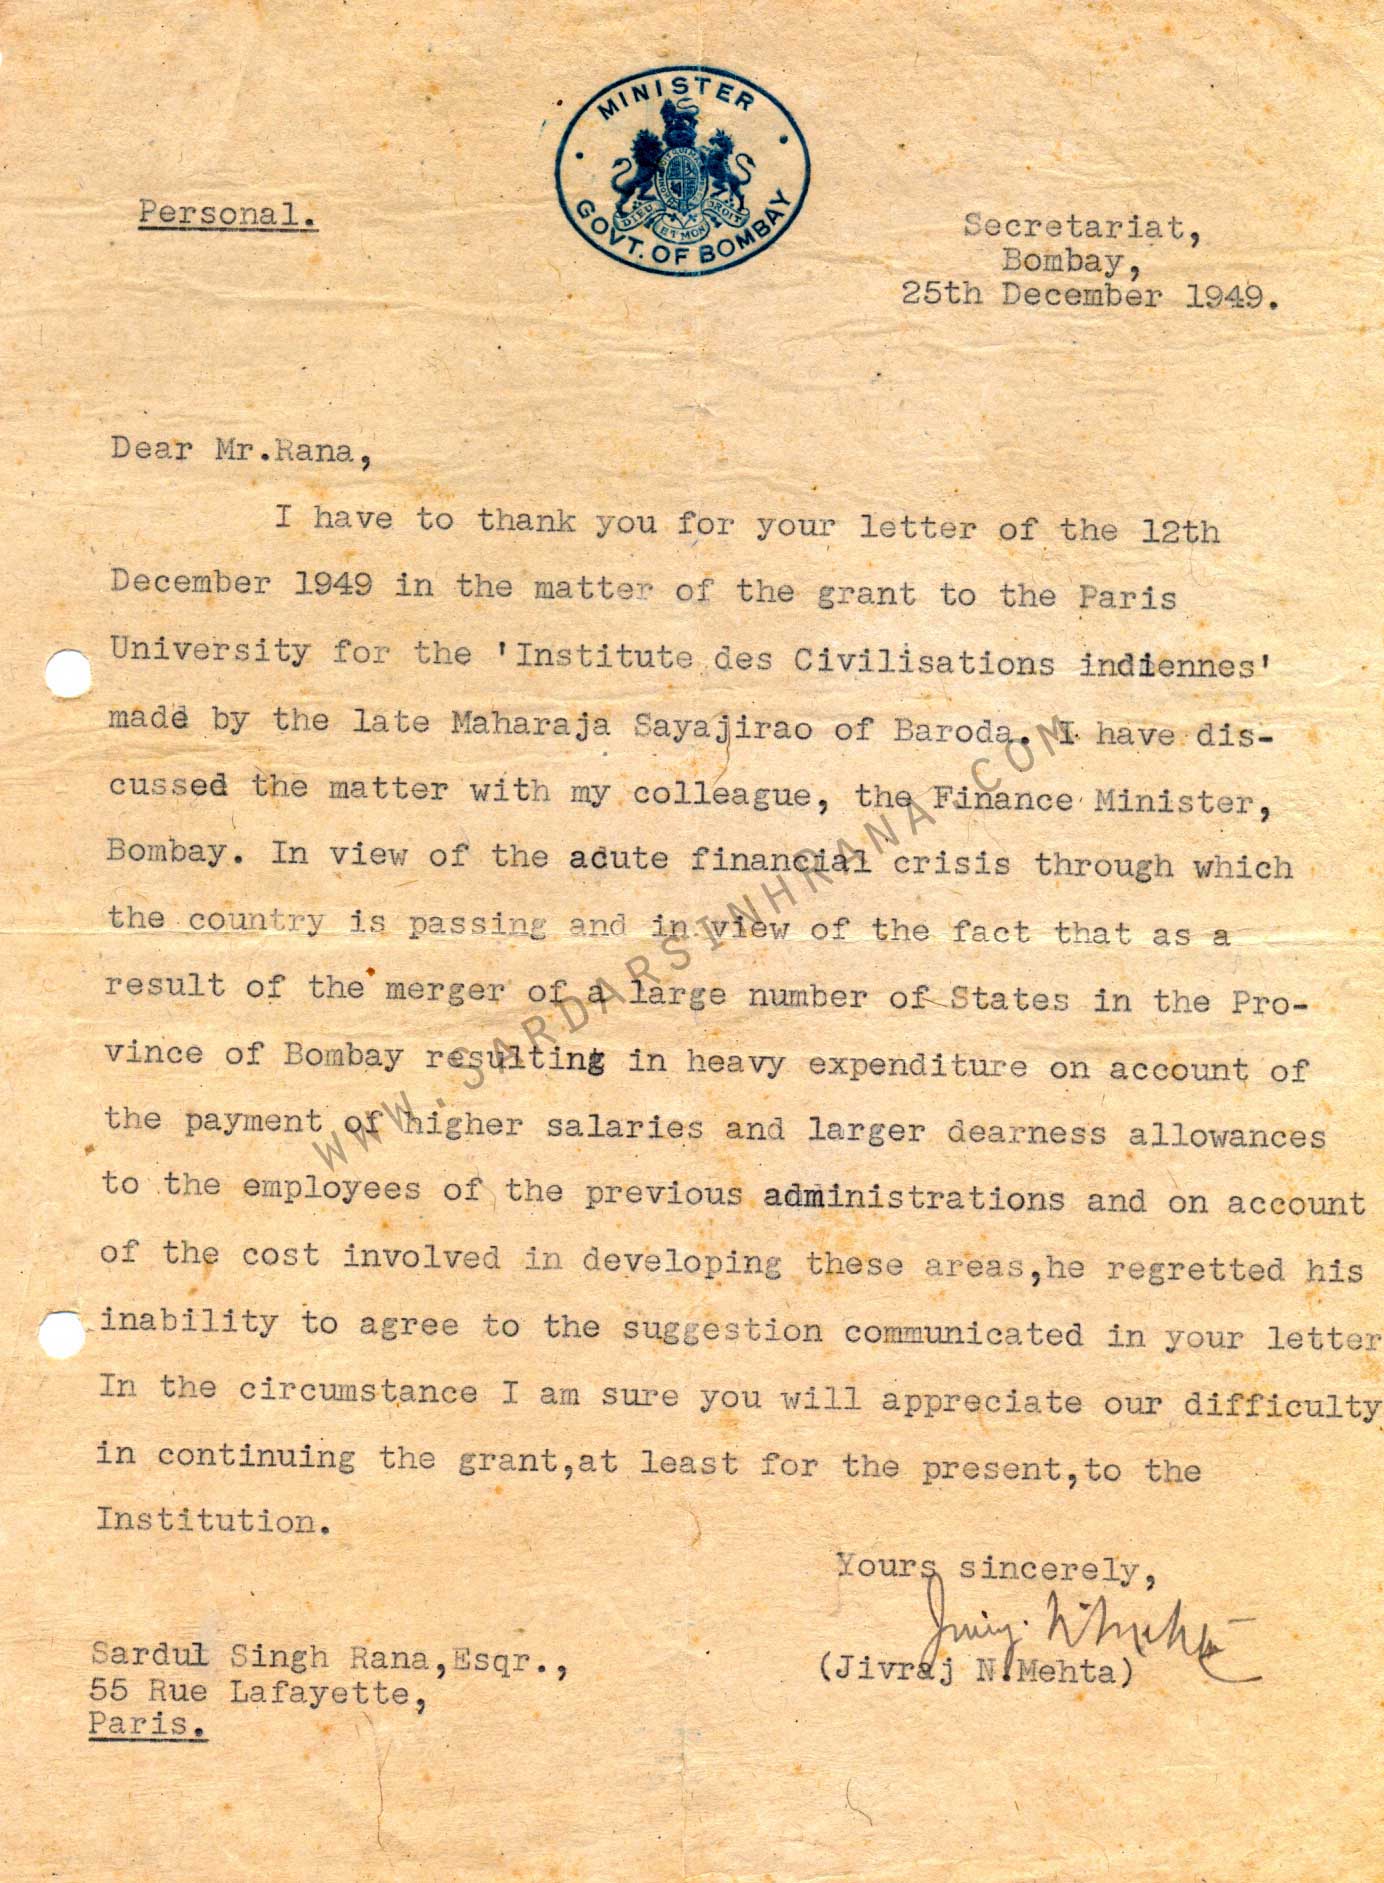 MINISTER
DIEU ET MON DROIT
GOVT. OF BOMBAY
Personal.
Secretariat,
Bombay,
25th December 1949.
Dear Mr.Rana,
I have to thank you for your letter of the 12th
December 1949 in the matter of the grant to the Paris
University for the 'Institute des Civilisations indiennes'
made by the late Maharaja Sayajirao of Baroda. I have dis-
cussed the matter with my colleague, the Finance Minister,
Bombay. In view of the acute financial crisis through which
the country is passing and in view of the fact that as a
result of the merger of a large number of States in the Pro-
vince of Bombay resulting in heavy expenditure on account of
the payment of higher salaries and larger dearness allowances
to the employees of the previous administrations and on account
of the cost involved in developing these areas,he regretted his
inability to agree to the suggestion communicated in your letter
In the circumstance I am sure you will appreciate our difficulty
in continuing the grant,at least for the present,to the
Institution.
Yours sincerely,
(Jivraj N.Mehta)
Sardul Singh Rana,Esqr.,
55 Rue Lafayette,
Paris.
WWW.SARDARSINHRANA.COM